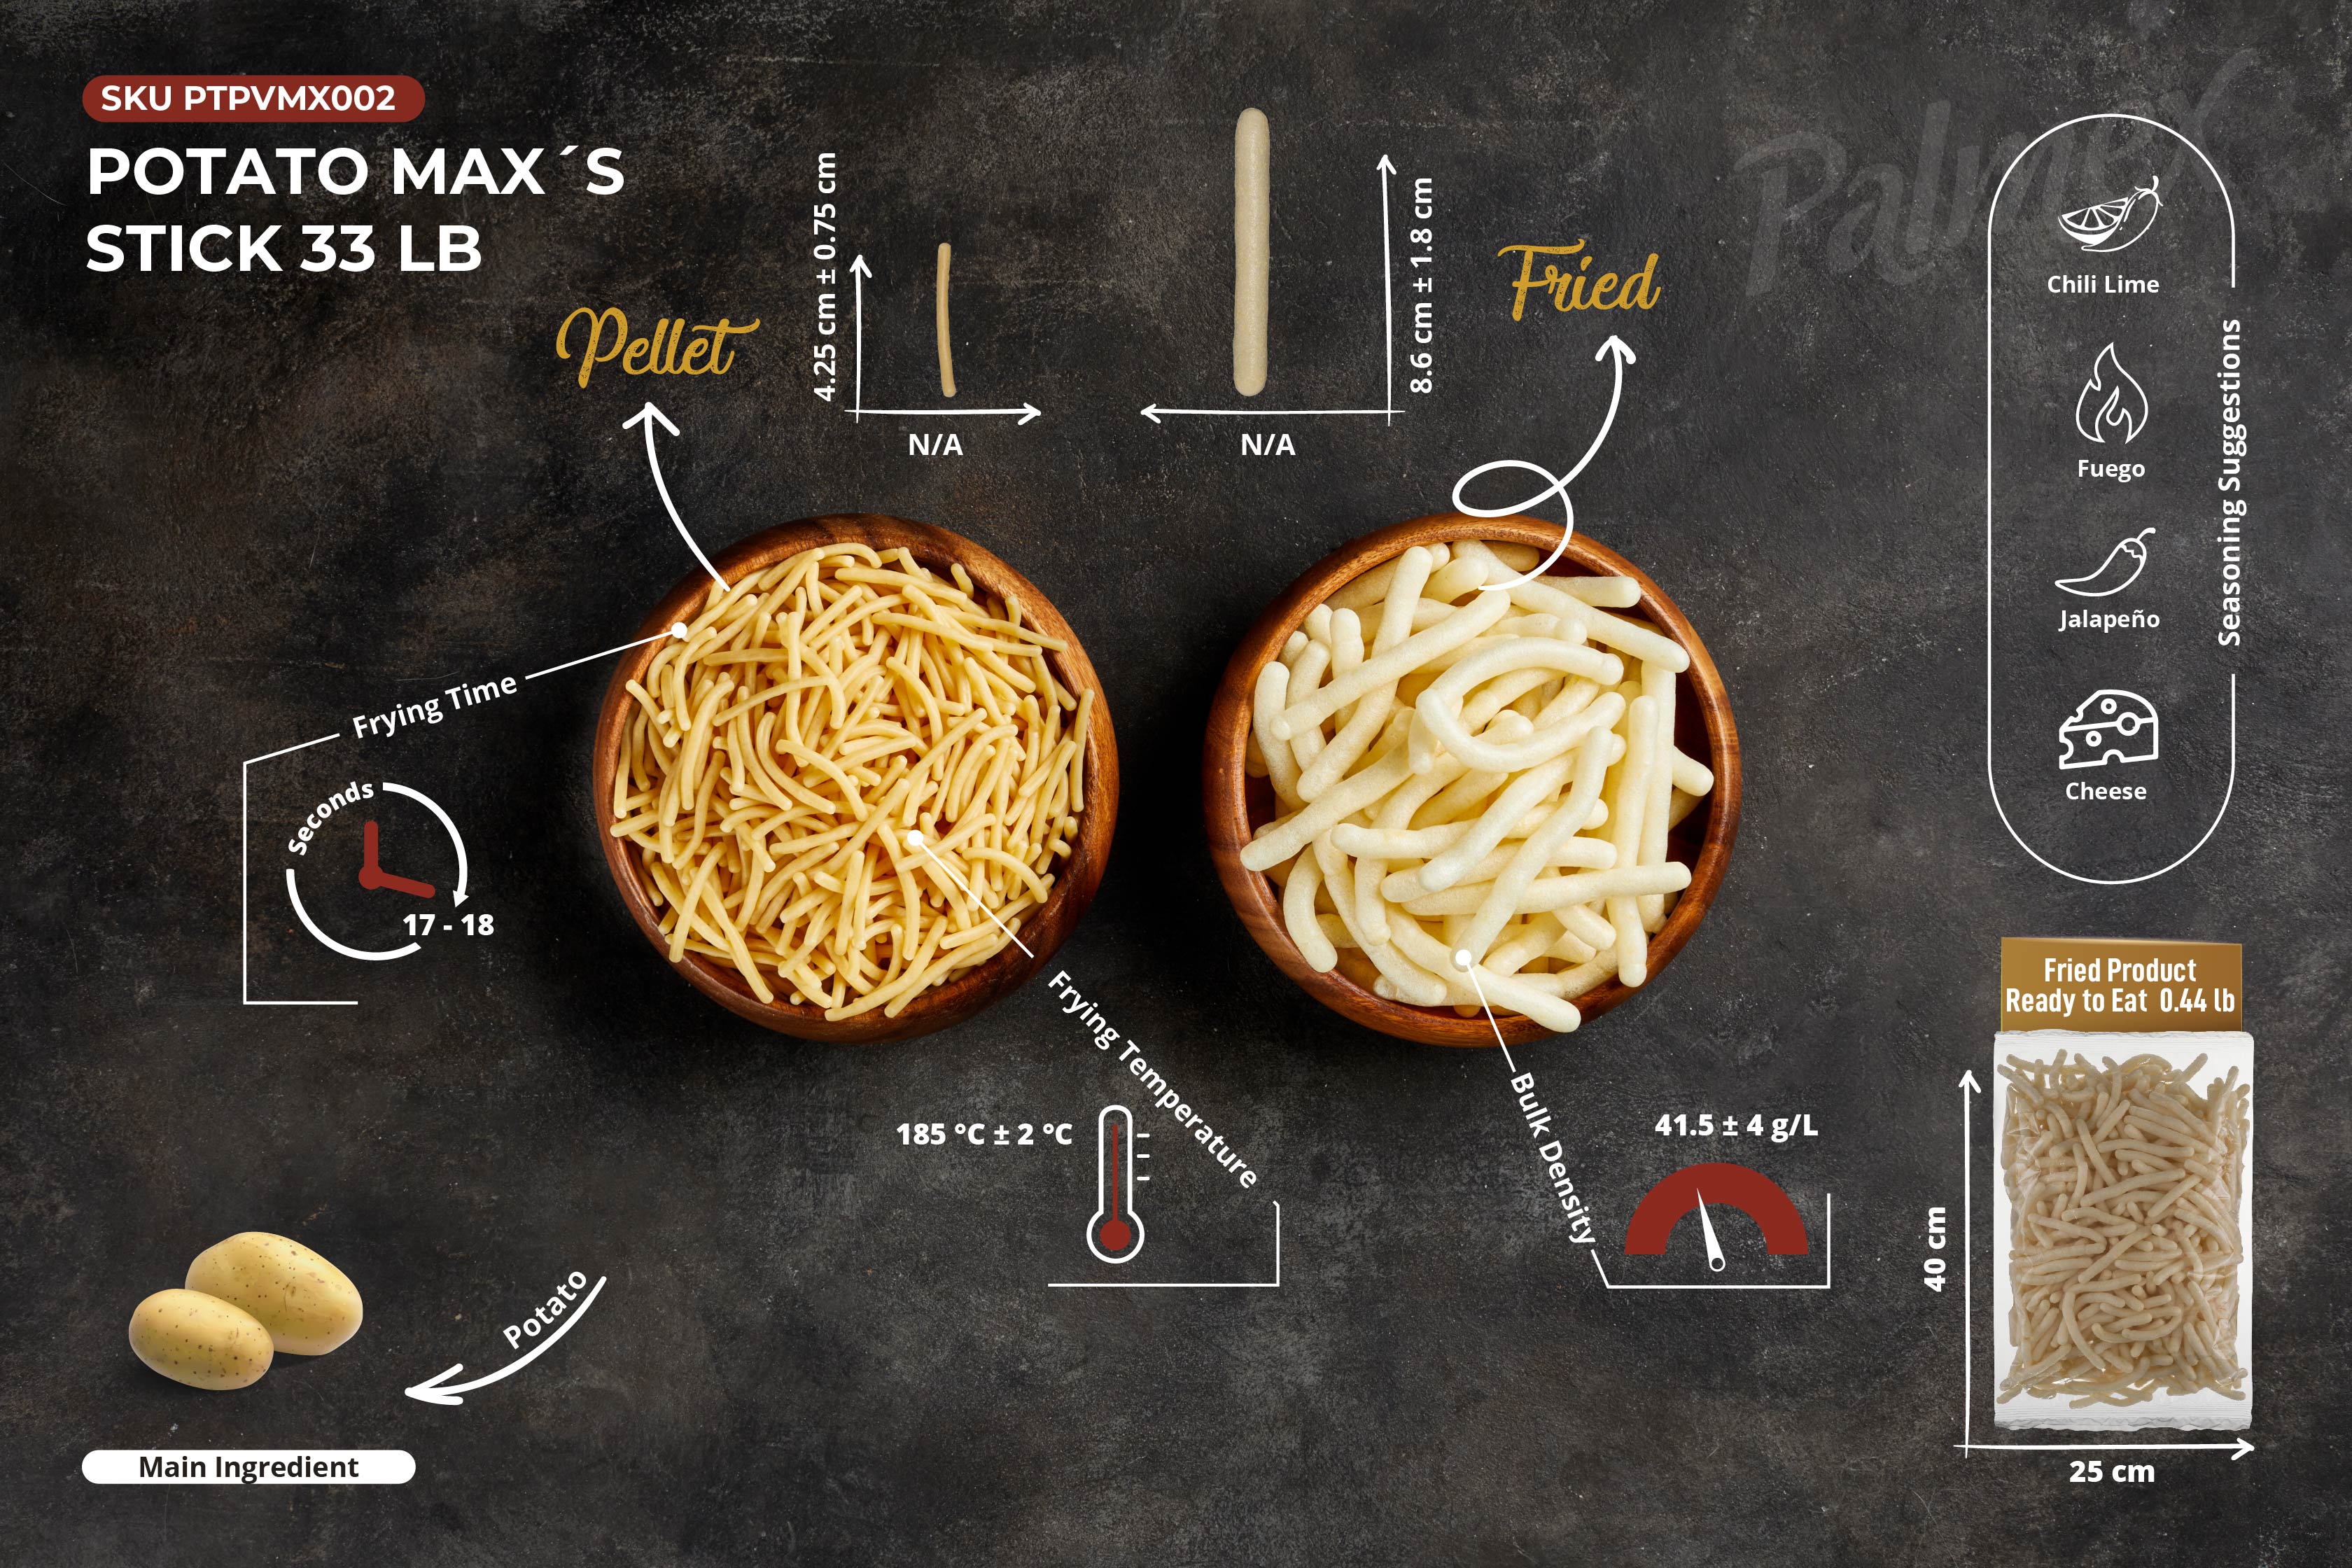 SKU PTPVMX002
POTATO MAX´S
STICK 33 LB
Pellet
4.25 cm ± 0.75 cm
N/A
8.6 cm ± 1.8 cm
N/A
Fried
Palmex
Chili Lime
Fuego
Jalapeño
Cheese
Seasoning Suggestions
Frying Time
Seconds
17 - 18
Frying Temperature
185 °C ± 2 °C
Bulk Density
41.5 ± 4 g/L
Fried Product
Ready to Eat 0.44 lb
40 cm
25 cm
Potato
Main Ingredient